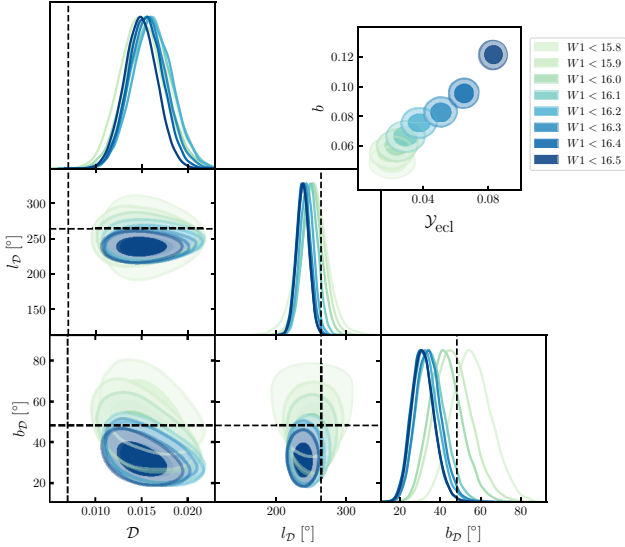 0.12
0.10
0.08
0.06
b
0.04
0.08
𝒴ecl
W1 < 15.8
W1 < 15.9
W1 < 16.0
W1 < 16.1
W1 < 16.2
W1 < 16.3
W1 < 16.4
W1 < 16.5
300
250
200
150
l𝒟 [°]
80
60
40
20
b𝒟 [°]
0.010 0.015 0.020
𝒟
200 300
l𝒟 [°]
20 40 60 80
b𝒟 [°]